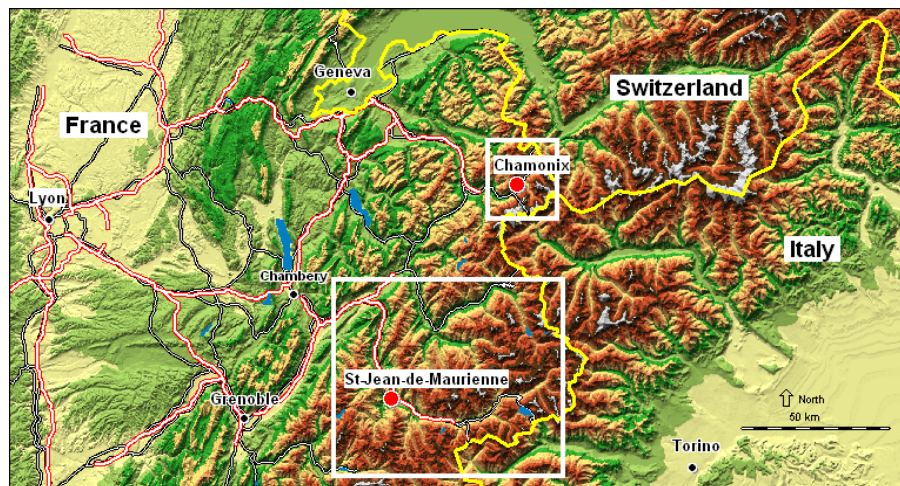 Geneva
Switzerland
France
Chamonix
Lyon
Italy
Chambery
St-Jean-de-Maurienne
Grenoble
North
50 km
Torino